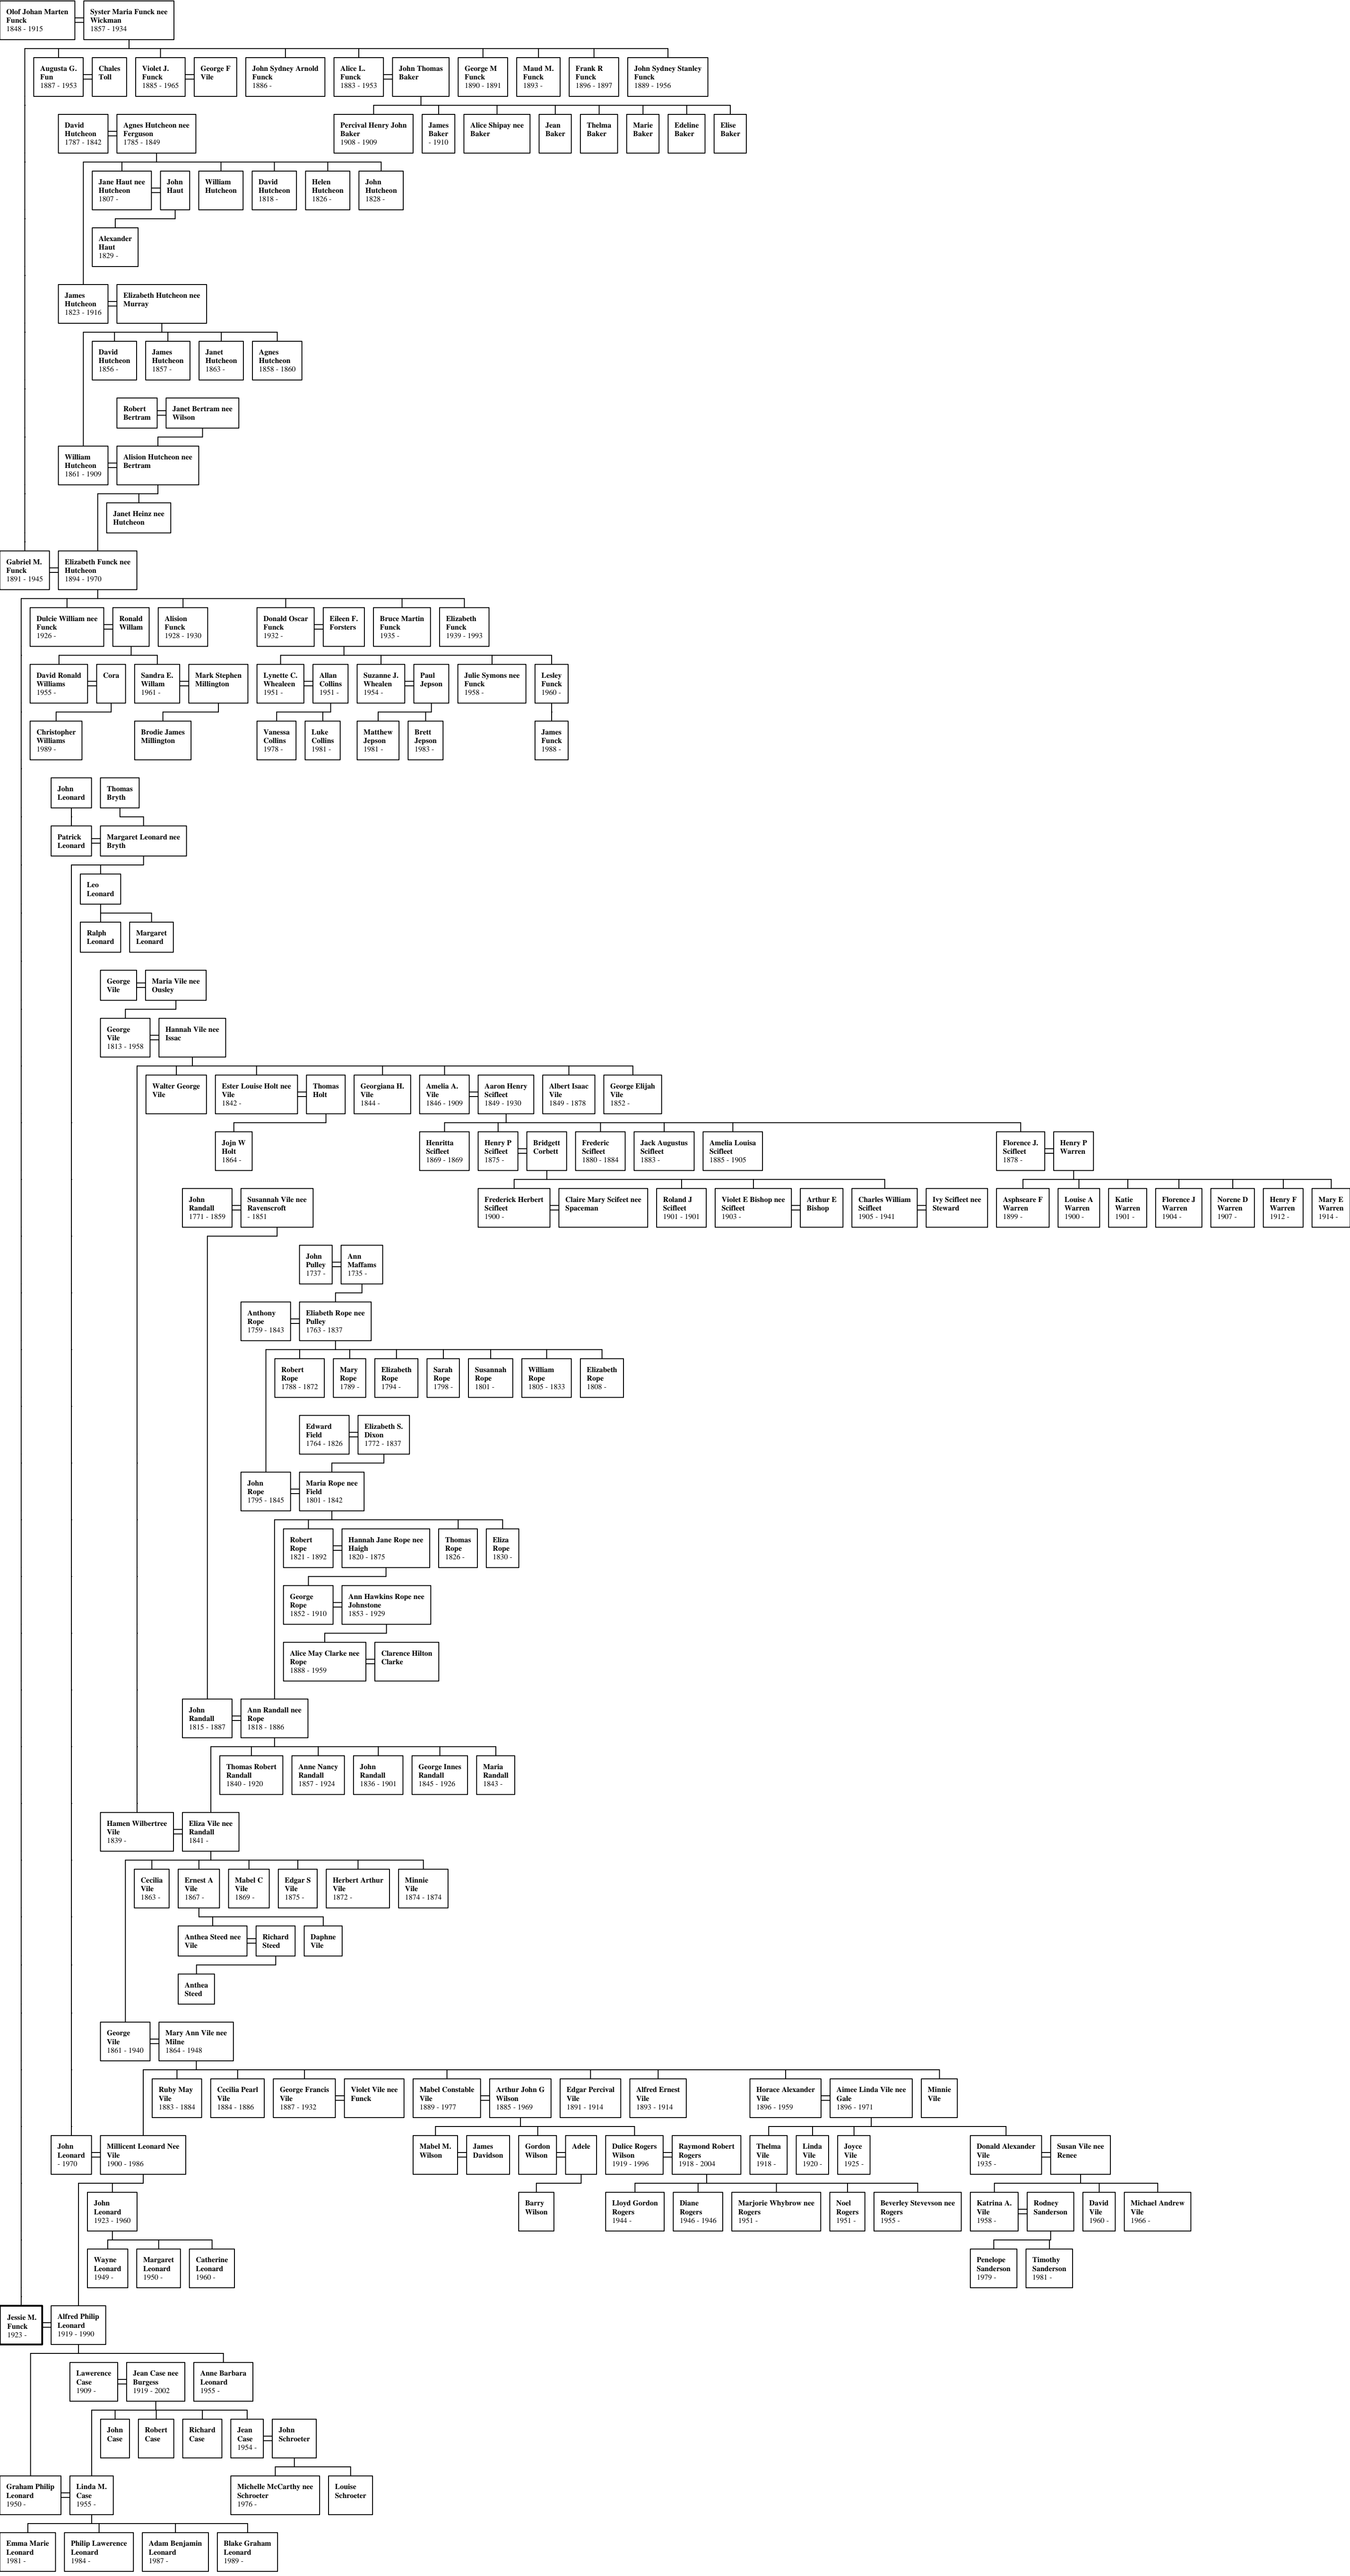 Olof Johan Marten
Funck
1848 - 1915
Syster Maria Funck nee
Wickman
1857 - 1934
Augusta G.
Fun
1887 - 1953
Chales
Toll
Violet J.
Funck
1885 - 1965
George F
Vile
John Sydney Arnold
Funck
1886 -
Alice L.
Funck
1883 - 1953
John Thomas
Baker
George M
Funck
1890 - 1891
Maud M.
Funck
1893 -
Frank R
Funck
1896 - 1897
John Sydney Stanley
Funck
1889 - 1956
David
Hutcheon
1787 - 1842
Agnes Hutcheon nee
Ferguson
1785 - 1849
Percival Henry John
Baker
1908 - 1909
James
Baker
- 1910
Alice Shipay nee
Baker
Jean
Baker
Thelma
Baker
Marie
Baker
Edeline
Baker
Elise
Baker
Jane Haut nee
Hutcheon
1807 -
John
Haut
William
Hutcheon
David
Hutcheon
1818 -
Helen
Hutcheon
1826 -
John
Hutcheon
1828 -
Alexander
Haut
1829 -
James
Hutcheon
1823 - 1916
Elizabeth Hutcheon nee
Murray
David
Hutcheon
1856 -
James
Hutcheon
1857 -
Janet
Hutcheon
1863 -
Agnes
Hutcheon
1858 - 1860
Robert
Bertram
Janet Bertram nee
Wilson
William
Hutcheon
1861 - 1909
Alision Hutcheon nee
Bertram
Janet Heinz nee
Hutcheon
Gabriel M.
Funck
1891 - 1945
Elizabeth Funck nee
Hutcheon
1894 - 1970
Dulcie William nee
Funck
1926 -
Ronald
Willam
Alision
Funck
1928 - 1930
Donald Oscar
Funck
1932 -
Eileen F.
Forsters
Bruce Martin
Funck
1935 -
Elizabeth
Funck
1939 - 1993
David Ronald
Williams
1955 -
Cora
Sandra E.
Willam
1961 -
Mark Stephen
Millington
Lynette C.
Whealeen
1951 -
Allan
Collins
1951 -
Suzanne J.
Whalen
1954 -
Paul
Jepson
Julie Symons nee
Funck
1958 -
Lesley
Funck
1960 -
Christopher
Williams
1989 -
Brodie James
Millington
Vanessa
Collins
1978 -
Luke
Collins
1981 -
Matthew
Jepson
1981 -
Brett
Jepson
1983 -
James
Funck
1988 -
John
Leonard
Thomas
Bryth
Patrick
Leonard
Margaret Leonard nee
Bryth
Leo
Leonard
Ralph
Leonard
Margaret
Leonard
George
Vile
Maria Vile nee
Ousley
George
Vile
1813 - 1958
Hannah Vile nee
Issac
Walter George
Vile
Ester Louise Holt nee
Vile
1842 -
Thomas
Holt
Georgiana H.
Vile
1844 -
Amelia A.
Vile
1846 - 1909
Aaron Henry
Scifleet
1849 - 1930
Albert Isaac
Vile
1849 - 1878
George Elijah
Vile
1852 -
Jojn W
Holt
1864 -
Henritta
Scifleet
1869 - 1869
Henry P
Scifleet
1875 -
Bridgett
Corbett
Frederic
Scifleet
1880 - 1884
Jack Augustus
Scifleet
1883 -
Amelia Louisa
Scifleet
1885 - 1905
Florence J.
Scifleet
1878 -
Henry P
Warren
John
Randall
1771 - 1859
Susannah Vile nee
Ravenscroft
- 1851
Frederick Herbert
Scifleet
1900 -
Claire Mary Scifeet nee
Spaceman
Roland J
Scifleet
1901 - 1901
Violet E Bishop nee
Scifleet
1903 -
Arthur E
Bishop
Charles William
Scifleet
1905 - 1941
Ivy Scifleet nee
Steward
Asphseare F
Warren
1899 -
Louise A
Warren
1900 -
Katie
Warren
1901 -
Florence J
Warren
1904 -
Norene D
Warren
1907 -
Henry F
Warren
1912 -
Mary E
Warren
1914 -
John
Pulley
1737 -
Ann
Maffams
1735 -
Anthony
Rope
1759 - 1843
Eliabeth Rope nee
Pulley
1763 - 1837
Robert
Rope
1788 - 1872
Mary
Rope
1789 -
Elizabeth
Rope
1794 -
Sarah
Rope
1798 -
Susannah
Rope
1801 -
William
Rope
1805 - 1833
Elizabeth
Rope
1808 -
Edward
Field
1764 - 1826
Elizabeth S.
Dixon
1772 - 1837
John
Rope
1795 - 1845
Maria Rope nee
Field
1801 - 1842
Robert
Rope
1821 - 1892
Hannah Jane Rope nee
Haigh
1820 - 1875
Thomas
Rope
1826 -
Eliza
Rope
1830 -
George
Rope
1852 - 1910
Ann Hawkins Rope nee
Johnstone
1853 - 1929
Alice May Clarke nee
Rope
1888 - 1959
Clarence Hilton
Clarke
John
Randall
1815 - 1887
Ann Randall nee
Rope
1818 - 1886
Thomas Robert
Randall
1840 - 1920
Anne Nancy
Randall
1857 - 1924
John
Randall
1836 - 1901
George Innes
Randall
1845 - 1926
Maria
Randall
1843 -
Hamen Wilbertree
Vile
1839 -
Eliza Vile nee
Randall
1841 -
Cecilia
Vile
1863 -
Ernest A
Vile
1867 -
Mabel C
Vile
1869 -
Edgar S
Vile
1875 -
Herbert Arthur
Vile
1872 -
Minnie
Vile
1874 - 1874
Anthea Steed nee
Vile
Richard
Steed
Daphne
Vile
Anthea
Steed
George
Vile
1861 - 1940
Mary Ann Vile nee
Milne
1864 - 1948
Ruby May
Vile
1883 - 1884
Cecilia Pearl
Vile
1884 - 1886
George Francis
Vile
1887 - 1932
Violet Vile nee
Funck
Mabel Constable
Vile
1889 - 1977
Arthur John G
Wilson
1885 - 1969
Edgar Percival
Vile
1891 - 1914
Alfred Ernest
Vile
1893 - 1914
Horace Alexander
Vile
1896 - 1959
Aimee Linda Vile nee
Gale
1896 - 1971
Minnie
Vile
John
Leonard
- 1970
Millicent Leonard Nee
Vile
1900 - 1986
Mabel M.
Wilson
James
Davidson
Gordon
Wilson
Adele
Dulice Rogers
Wilson
1919 - 1996
Raymond Robert
Rogers
1918 - 2004
Thelma
Vile
1918 -
Linda
Vile
1920 -
Joyce
Vile
1925 -
Donald Alexander
Vile
1935 -
Susan Vile nee
Renee
John
Leonard
1923 - 1960
Barry
Wilson
Lloyd Gordon
Rogers
1944 -
Diane
Rogers
1946 - 1946
Marjorie Whybrow nee
Rogers
1951 -
Noel
Rogers
1951 -
Beverley Stevevson nee
Rogers
1955 -
Katrina A.
Vile
1958 -
Rodney
Sanderson
David
Vile
1960 -
Michael Andrew
Vile
1966 -
Wayne
Leonard
1949 -
Margaret
Leonard
1950 -
Catherine
Leonard
1960 -
Penelope
Sanderson
1979 -
Timothy
Sanderson
1981 -
Jessie M.
Funck
1923 -
Alfred Philip
Leonard
1919 - 1990
Lawerence
Case
1909 -
Jean Case nee
Burgess
1919 - 2002
Anne Barbara
Leonard
1955 -
John
Case
Robert
Case
Richard
Case
Jean
Case
1954 -
John
Schroeter
Graham Philip
Leonard
1950 -
Linda M.
Case
1955 -
Michelle McCarthy nee
Schroeter
1976 -
Louise
Schroeter
Emma Marie
Leonard
1981 -
Philip Lawerence
Leonard
1984 -
Adam Benjamin
Leonard
1987 -
Blake Graham
Leonard
1989 -